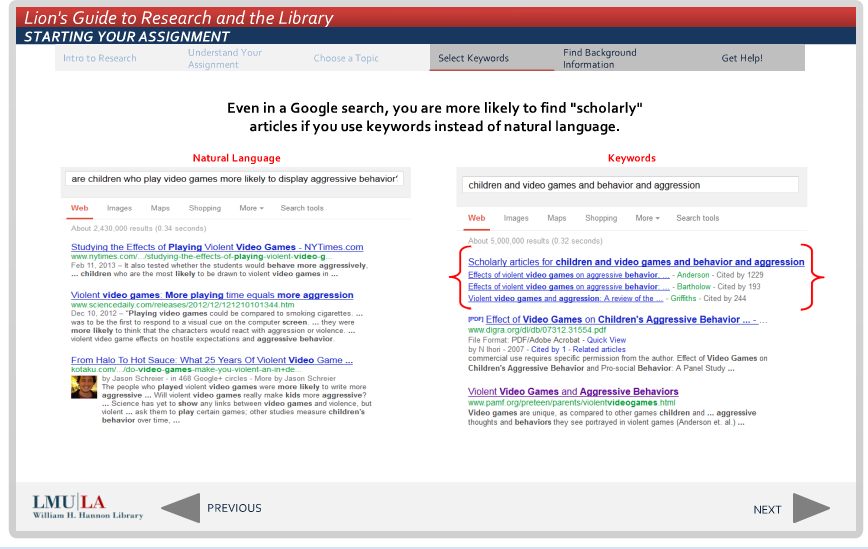 Lion's Guide to Research and the Library
STARTING YOUR ASSIGNMENT
Intro to Research
Understand Your
Assignment
Choose a Topic
Select Keywords
Find Background
Information
Get Help!
Even in a Google search, you are more likely to find "scholarly"
articles if you use keywords instead of natural language.
Natural Language
are children who play video games more likely to display aggressive behavior'
Web Images Maps Shopping More Search tools
About 2,430,000 results (0.34 seconds)
Studying the Effects of Playing Violent Video Games - NYTimes.com
www.nytimes.com/.../studying-the-effects-of-playing-violent-video-g...
Feb 11, 2013 – It also tested whether the students would behave more aggressively,
... children who are the most likely to be drawn to violent video games in ...
Violent video games: More playing time equals more aggression
www.sciencedaily.com/releases/2012/12/121210101344.htm
Dec 10, 2012 – "Playing video games could be compared to smoking cigarettes. ...
was to be the first to respond to a visual cue on the computer screen. ... they were
more likely to think that the characters would react with aggression or violence. ...
violent video game effects on hostile expectations and aggressive behavior.
From Halo To Hot Sauce: What 25 Years Of Violent Video Game ...
kotaku.com/.../do-video-games-make-you-violent-an-in+de...
by Jason Schreier - in 468 Google+ circles - More by Jason Schreier
The people who played violent video games were more likely to write more
aggressive ... Will violent video games really make kids more aggressive?
... Science has yet to show any links between video games and violence, but
violent ... ask them to play certain games; other studies measure children's
behavior over time, ...
Keywords
children and video games and behavior and aggression
Web Images Maps Shopping More Search tools
About 5,000,000 results (0.32 seconds)
Scholarly articles for children and video games and behavior and aggression
Effects of violent video games on aggressive behavior: ... - Anderson - Cited by 1229
Effects of violent video games on aggressive behavior: ... - Bartholow - Cited by 193
Violent video games and aggression: A review of the ... - Griffiths - Cited by 244
[PDF] Effect of Video Games on Children's Aggressive Behavior ... - ...
www.digra.org/dl/db/07312.31554.pdf
File Format: PDF/Adobe Acrobat - Quick View
by N Ihori - 2007 - Cited by 1 - Related articles
commercial use requires specific permission from the author. Effect of Video Games on
Children's Aggressive Behavior and Pro-social Behavior: A Panel Study ...
Violent Video Games and Aggressive Behaviors
www.pamf.org/preteen/parents/violentvideogames.html
Video games are unique, as compared to other games children and ... aggressive
thoughts and behaviors they see portrayed in violent games (Anderson et. al.) ...
LMU|LA
William H. Hannon Library
PREVIOUS
NEXT